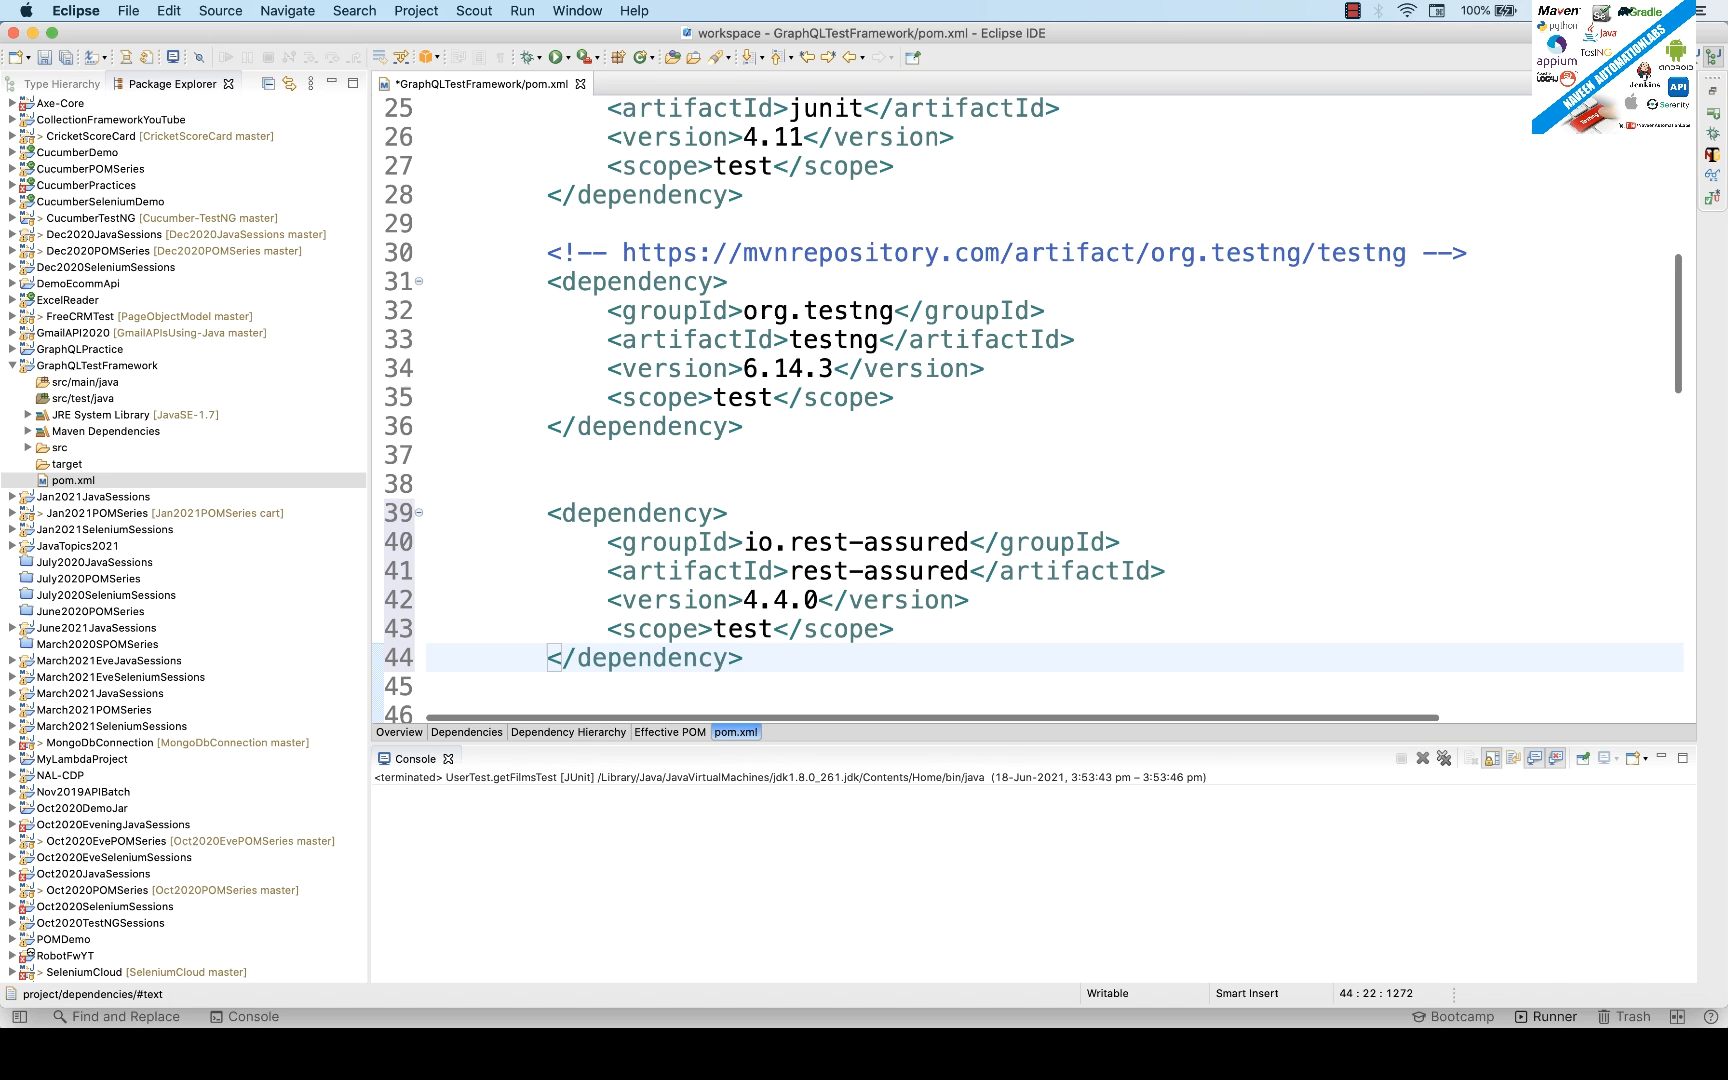 Eclipse File Edit Source Navigate Search Project Scout Run Window Help 100%
workspace - GraphQLTestFramework/pom.xml - Eclipse IDE
Maven Gradle
python Java
TestNG
appium ANDROID
LOG4J Jenkins API
NAVEEN AUTOMATIONLABS
Serenity
Testing
Type Hierarchy Package Explorer
*GraphQLTestFramework/pom.xml
Axe-Core
CollectionFrameworkYouTube
> CricketScoreCard [CricketScoreCard master]
CucumberDemo
CucumberPOMSeries
CucumberPractices
CucumberSeleniumDemo
> CucumberTestNG [Cucumber-TestNG master]
> Dec2020JavaSessions [Dec2020JavaSessions master]
> Dec2020POMSeries [Dec2020POMSeries master]
Dec2020SeleniumSessions
DemoEcommApi
ExcelReader
> FreeCRMTest [PageObjectModel master]
GmailAPI2020 [GmailAPIsUsing-Java master]
GraphQLPractice
GraphQLTestFramework
src/main/java
src/test/java
JRE System Library [JavaSE-1.7]
Maven Dependencies
src
target
pom.xml
Jan2021JavaSessions
> Jan2021POMSeries [Jan2021POMSeries cart]
Jan2021SeleniumSessions
JavaTopics2021
July2020JavaSessions
July2020POMSeries
July2020SeleniumSessions
June2020POMSeries
June2021JavaSessions
March2020SPOMSeries
March2021EveJavaSessions
March2021EveSeleniumSessions
March2021JavaSessions
March2021POMSeries
March2021SeleniumSessions
> MongoDbConnection [MongoDbConnection master]
MyLambdaProject
NAL-CDP
Nov2019APIBatch
Oct2020DemoJar
Oct2020EveningJavaSessions
> Oct2020EvePOMSeries [Oct2020EvePOMSeries master]
Oct2020EveSeleniumSessions
Oct2020JavaSessions
> Oct2020POMSeries [Oct2020POMSeries master]
Oct2020SeleniumSessions
Oct2020TestNGSessions
POMDemo
RobotFwYT
> SeleniumCloud [SeleniumCloud master]
25 <artifactId>junit</artifactId>
26 <version>4.11</version>
27 <scope>test</scope>
28 </dependency>
29
30 <!-- https://mvnrepository.com/artifact/org.testng/testng -->
31 <dependency>
32 <groupId>org.testng</groupId>
33 <artifactId>testng</artifactId>
34 <version>6.14.3</version>
35 <scope>test</scope>
36 </dependency>
37
38
39 <dependency>
40 <groupId>io.rest-assured</groupId>
41 <artifactId>rest-assured</artifactId>
42 <version>4.4.0</version>
43 <scope>test</scope>
44 </dependency>
45
46
Overview Dependencies Dependency Hierarchy Effective POM pom.xml
Console
<terminated> UserTest.getFilmsTest [JUnit] /Library/Java/JavaVirtualMachines/jdk1.8.0_261.jdk/Contents/Home/bin/java (18-Jun-2021, 3:53:43 pm – 3:53:46 pm)
project/dependencies/#text Writable Smart Insert 44 : 22 : 1272
Find and Replace Console Bootcamp Runner Trash